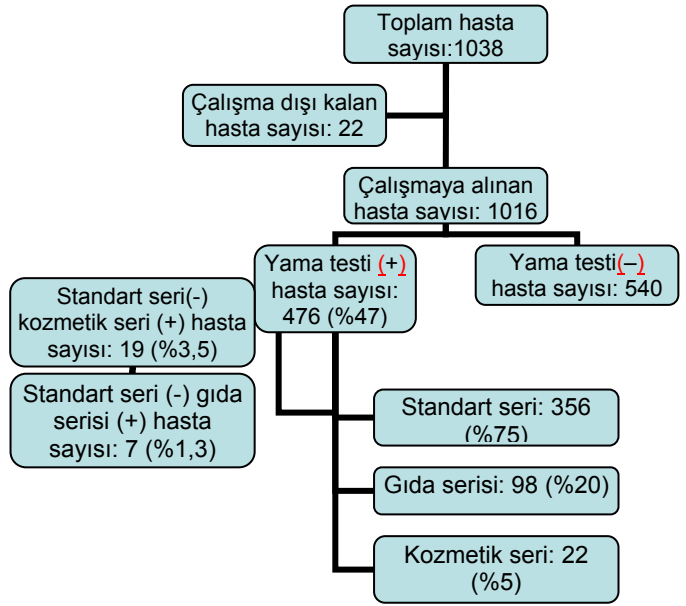 Toplam hasta
sayısı:1038
Çalışma dışı kalan
hasta sayısı: 22
Çalışmaya alınan
hasta sayısı: 1016
Yama testi (+)
hasta sayısı:
476 (%47)
Yama testi(–)
hasta sayısı: 540
Standart seri(-)
kozmetik seri (+) hasta
sayısı: 19 (%3,5)
Standart seri (-) gıda
serisi (+) hasta
sayısı: 7 (%1,3)
Standart seri: 356
(%75)
Gıda serisi: 98 (%20)
Kozmetik seri: 22
(%5)